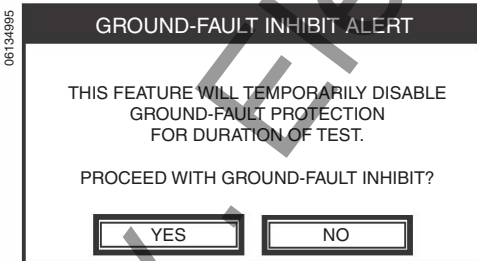 06134995
GROUND-FAULT INHIBIT ALERT
THIS FEATURE WILL TEMPORARILY DISABLE
GROUND-FAULT PROTECTION
FOR DURATION OF TEST.
PROCEED WITH GROUND-FAULT INHIBIT?
YES
NO